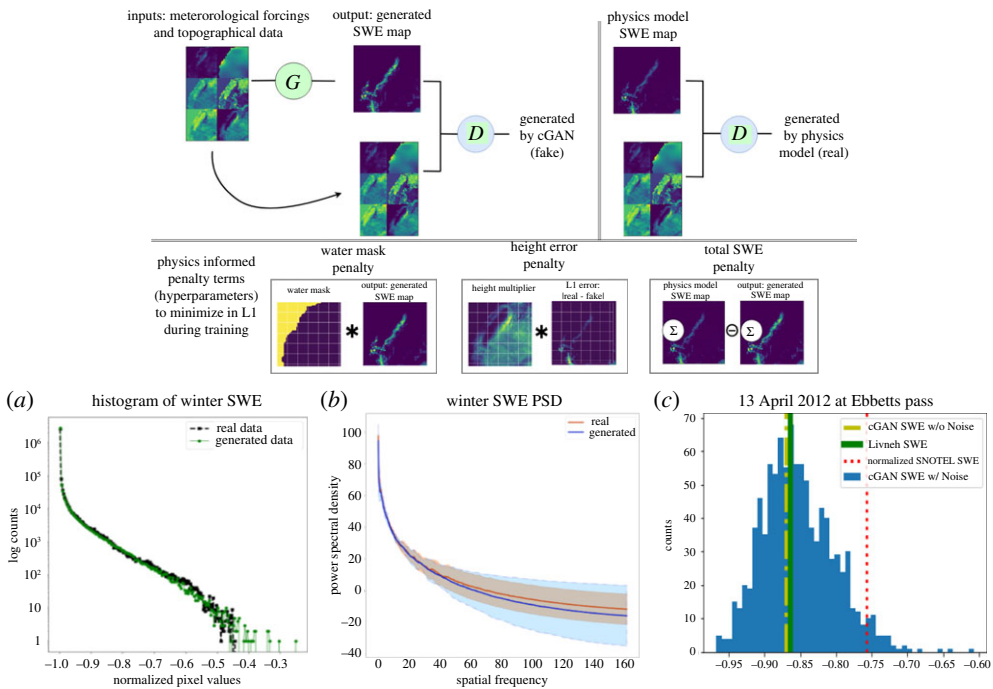 inputs: meterorological forcings
and topographical data
output: generated
SWE map
physics model
SWE map
G
D
generated
by cGAN
(fake)
D
generated
by physics
model (real)
physics informed
penalty terms
(hyperparameters)
to minimize in L1
during training
water mask
penalty
height error
penalty
total SWE
penalty
water mask
output: generated
SWE map
height multiplier
L1 error:
|real - fake|
physics model
SWE map
output: generated
SWE map
*
*
Σ
⊖
Σ
(a)
histogram of winter SWE
real data
generated data
log counts
10⁶
10⁵
10⁴
10³
10²
10
1
−1.0
−0.9
−0.8
−0.7
−0.6
−0.5
−0.4
−0.3
normalized pixel values
(b)
winter SWE PSD
real
generated
power spectral density
100
80
60
40
20
0
−20
−40
0
20
40
60
80
100
120
140
160
spatial frequency
(c)
13 April 2012 at Ebbetts pass
cGAN SWE w/o Noise
Livneh SWE
normalized SNOTEL SWE
cGAN SWE w/ Noise
counts
70
60
50
40
30
20
10
0
−0.95
−0.90
−0.85
−0.80
−0.75
−0.70
−0.65
−0.60